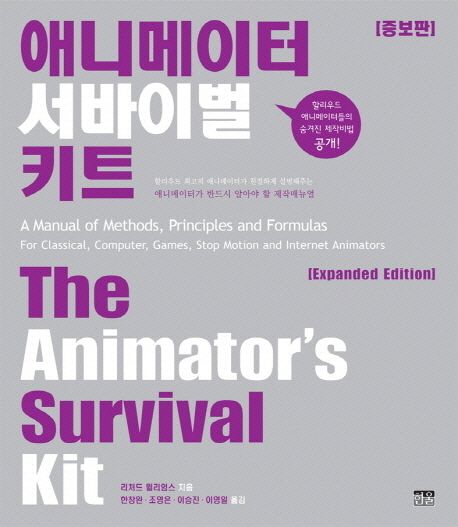 애니메이터
[증보판]
서바이벌
키트
할리우드
애니메이터들의
숨겨진 제작비법
공개!
할리우드 최고의 애니메이터가 친절하게 설명해주는
애니메이터가 반드시 알아야 할 제작매뉴얼
A Manual of Methods, Principles and Formulas
For Classical, Computer, Games, Stop Motion and Internet Animators
[Expanded Edition]
The
Animator's
Survival
Kit
리처드 윌리엄스 지음
한창완·조영은·이승진·이영일 옮김
한울